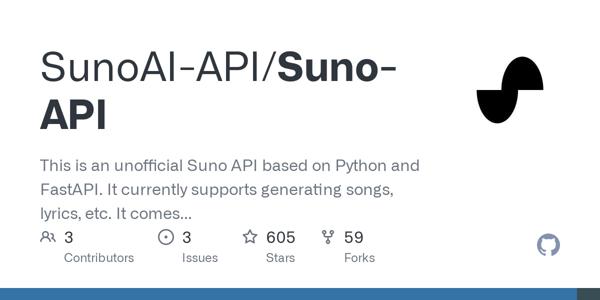 SunoAI-API/Suno-
API
This is an unofficial Suno API based on Python and
FastAPI. It currently supports generating songs,
lyrics, etc. It comes...
3 3 605 59
Contributors Issues Stars Forks